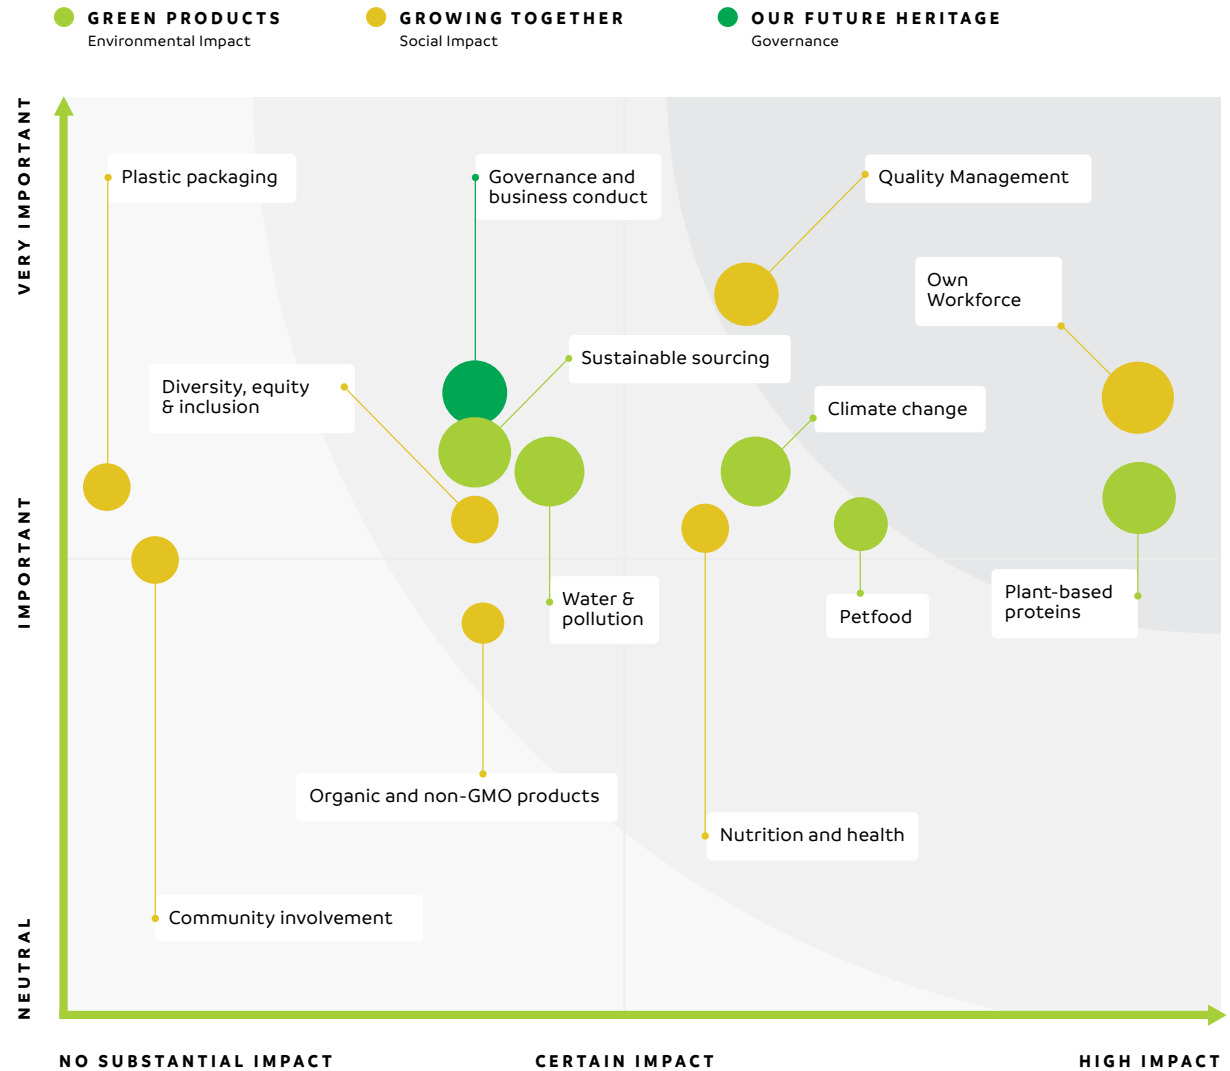 GREEN PRODUCTS
Environmental Impact
GROWING TOGETHER
Social Impact
OUR FUTURE HERITAGE
Governance
VERY IMPORTANT
IMPORTANT
NEUTRAL
Plastic packaging
Governance and
business conduct
Quality Management
Own
Workforce
Sustainable sourcing
Diversity, equity
& inclusion
Climate change
Water &
pollution
Petfood
Plant-based
proteins
Organic and non-GMO products
Nutrition and health
Community involvement
NO SUBSTANTIAL IMPACT
CERTAIN IMPACT
HIGH IMPACT